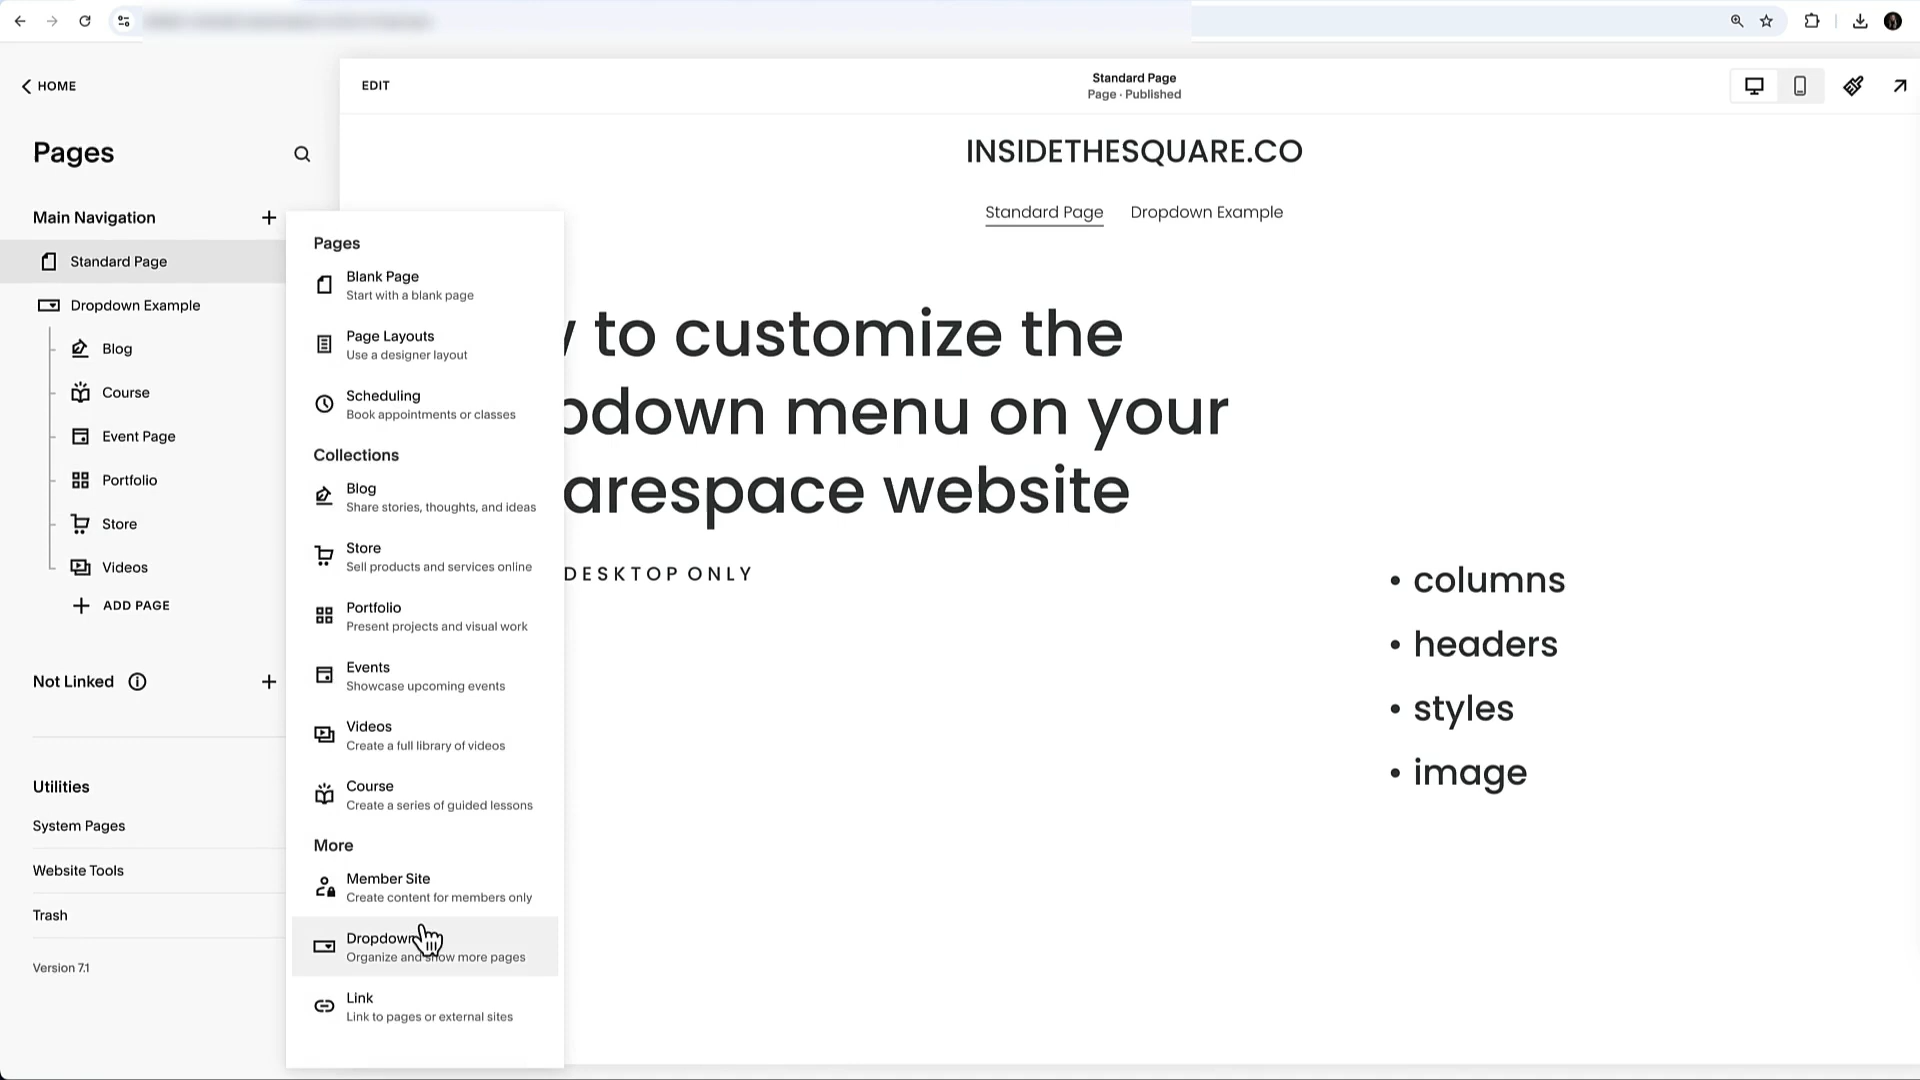 HOME
EDIT
Standard Page
Page · Published
Pages
INSIDETHESQUARE.CO
Standard Page
Dropdown Example
Main Navigation
Standard Page
Dropdown Example
Blog
Course
Event Page
Portfolio
Store
Videos
ADD PAGE
Not Linked
Utilities
System Pages
Website Tools
Trash
Version 7.1
Pages
Blank Page
Start with a blank page
Page Layouts
Use a designer layout
Scheduling
Book appointments or classes
Collections
Blog
Share stories, thoughts, and ideas
Store
Sell products and services online
Portfolio
Present projects and visual work
Events
Showcase upcoming events
Videos
Create a full library of videos
Course
Create a series of guided lessons
More
Member Site
Create content for members only
Dropdown
Organize and show more pages
Link
Link to pages or external sites
to customize the
pdown menu on your
arespace website
DESKTOP ONLY
• columns
• headers
• styles
• image